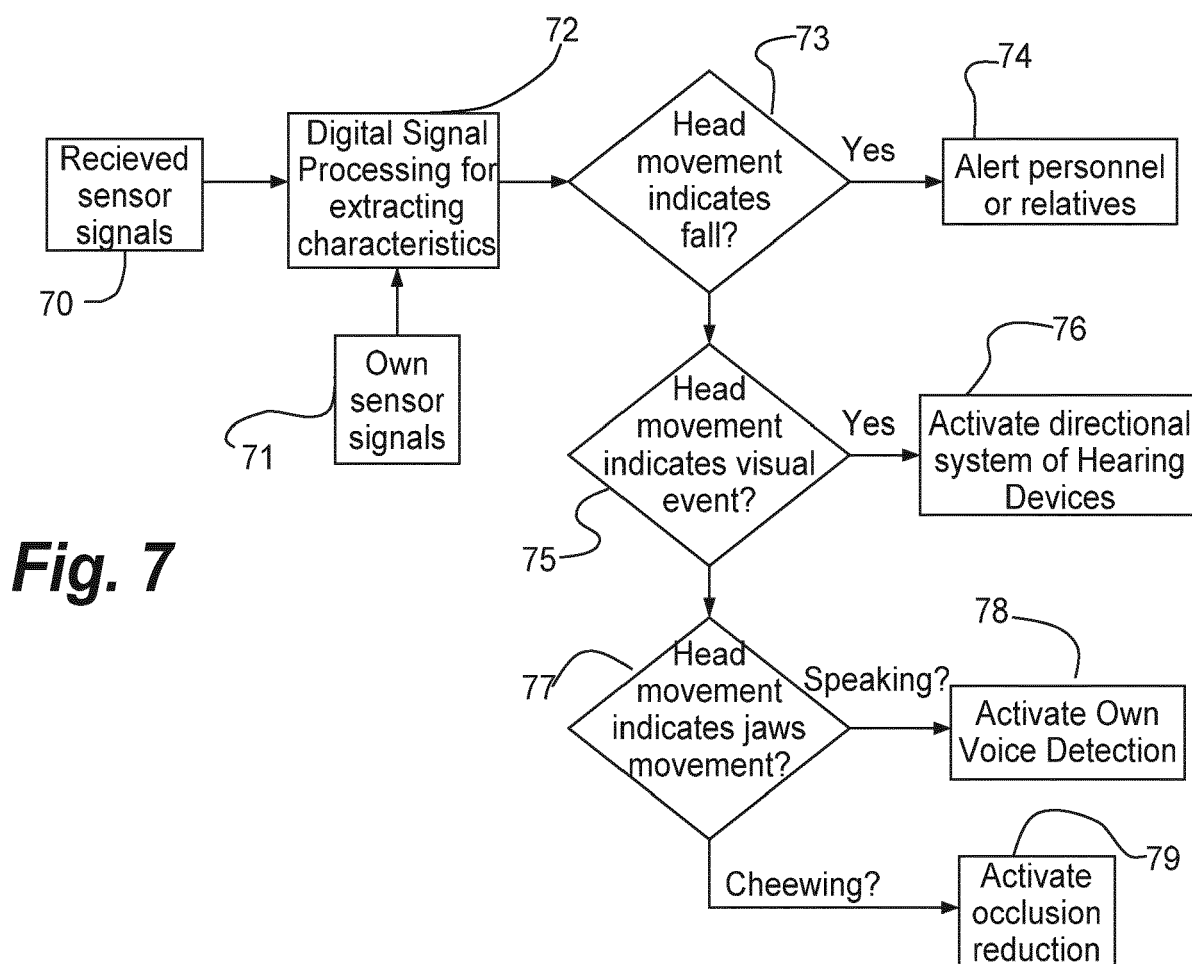 72
73
74
Recieved
sensor
signals
70
Digital Signal
Processing for
extracting
characteristics
Head
movement
indicates
fall?
Yes
Alert personnel
or relatives
Own
sensor
signals
71
76
Head
movement
indicates visual
event?
Yes
Activate directional
system of Hearing
Devices
75
Fig. 7
78
77
Head
movement
indicates jaws
movement?
Speaking?
Activate Own
Voice Detection
79
Cheewing?
Activate
occlusion
reduction